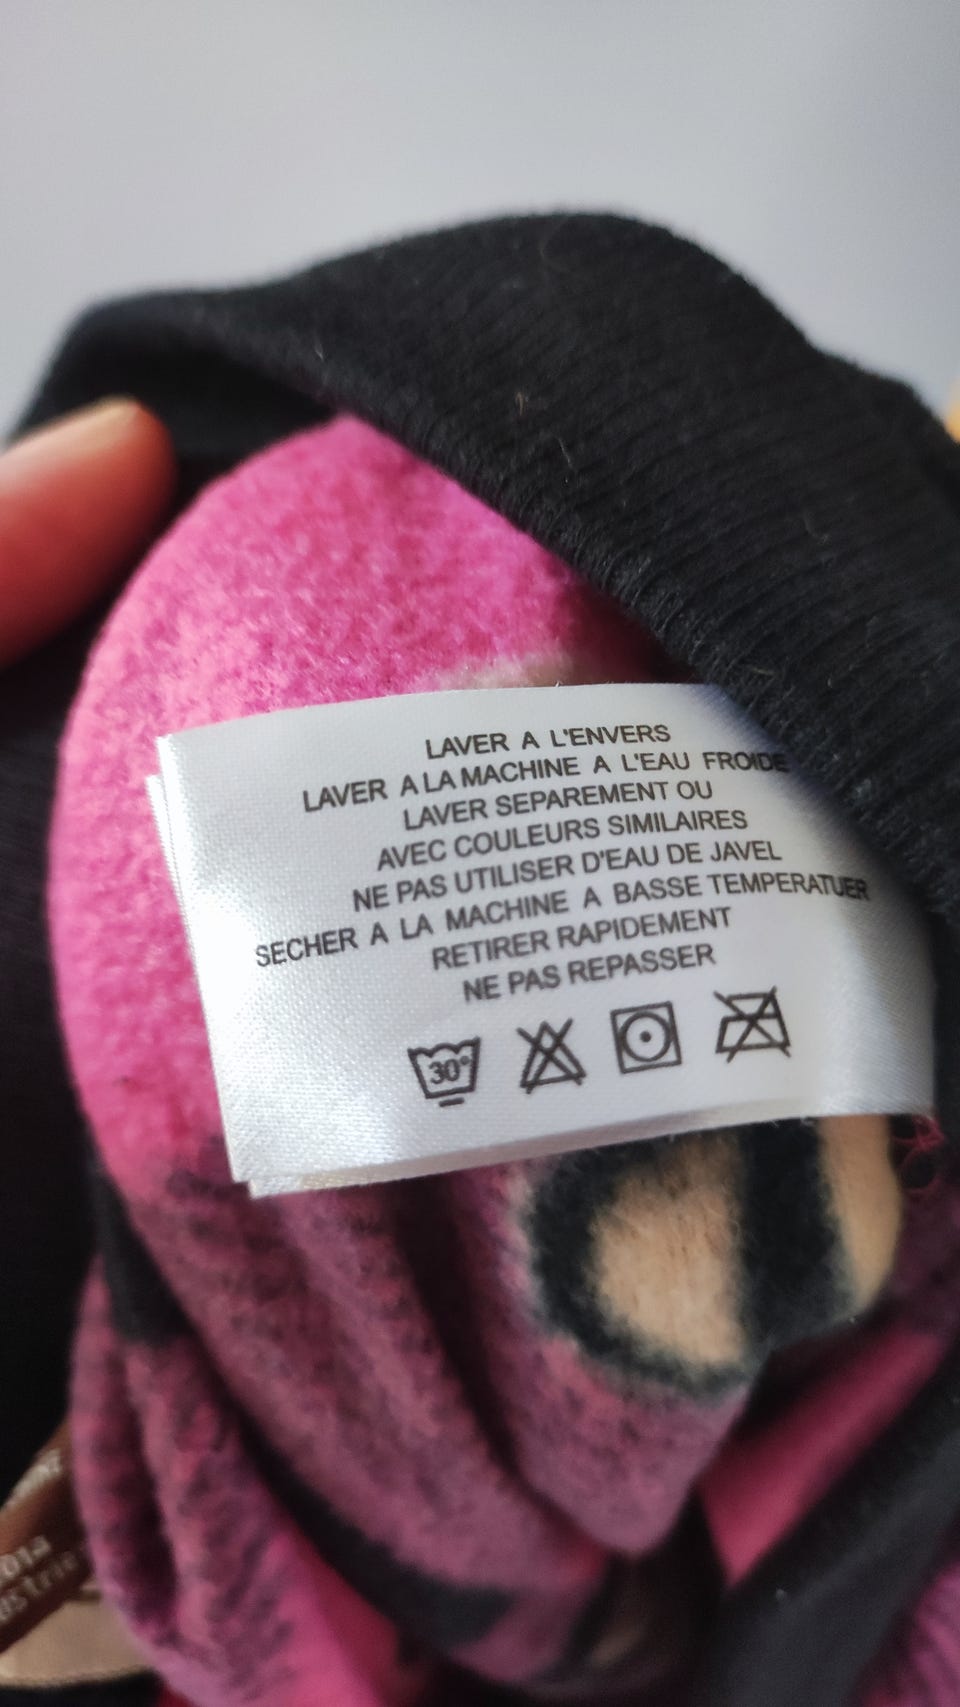 LAVER A L'ENVERS
LAVER A LA MACHINE A L'EAU FROIDE
LAVER SEPAREMENT OU
AVEC COULEURS SIMILAIRES
NE PAS UTILISER D'EAU DE JAVEL
SECHER A LA MACHINE A BASSE TEMPERATUER
RETIRER RAPIDEMENT
NE PAS REPASSER
30°